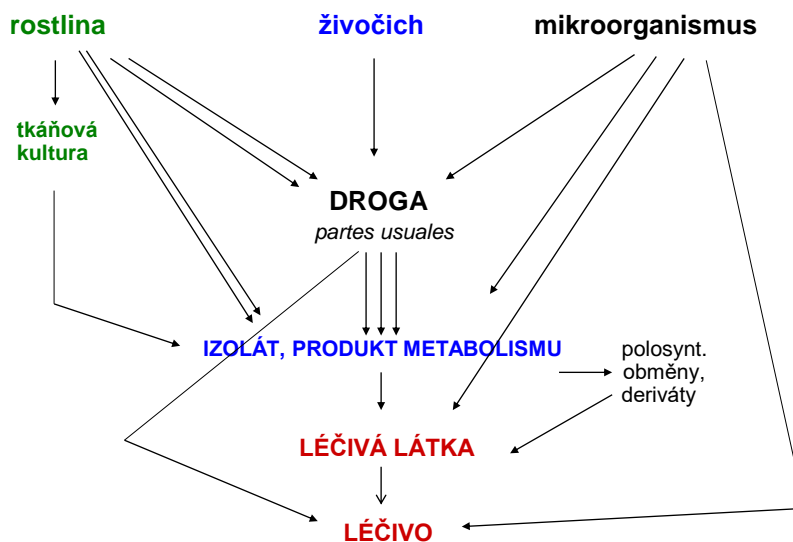 rostlina
živočich
mikroorganismus
tkáňová
kultura
DROGA
partes usuales
IZOLÁT, PRODUKT METABOLISMU
polosynt.
obměny,
deriváty
LÉČIVÁ LÁTKA
LÉČIVO